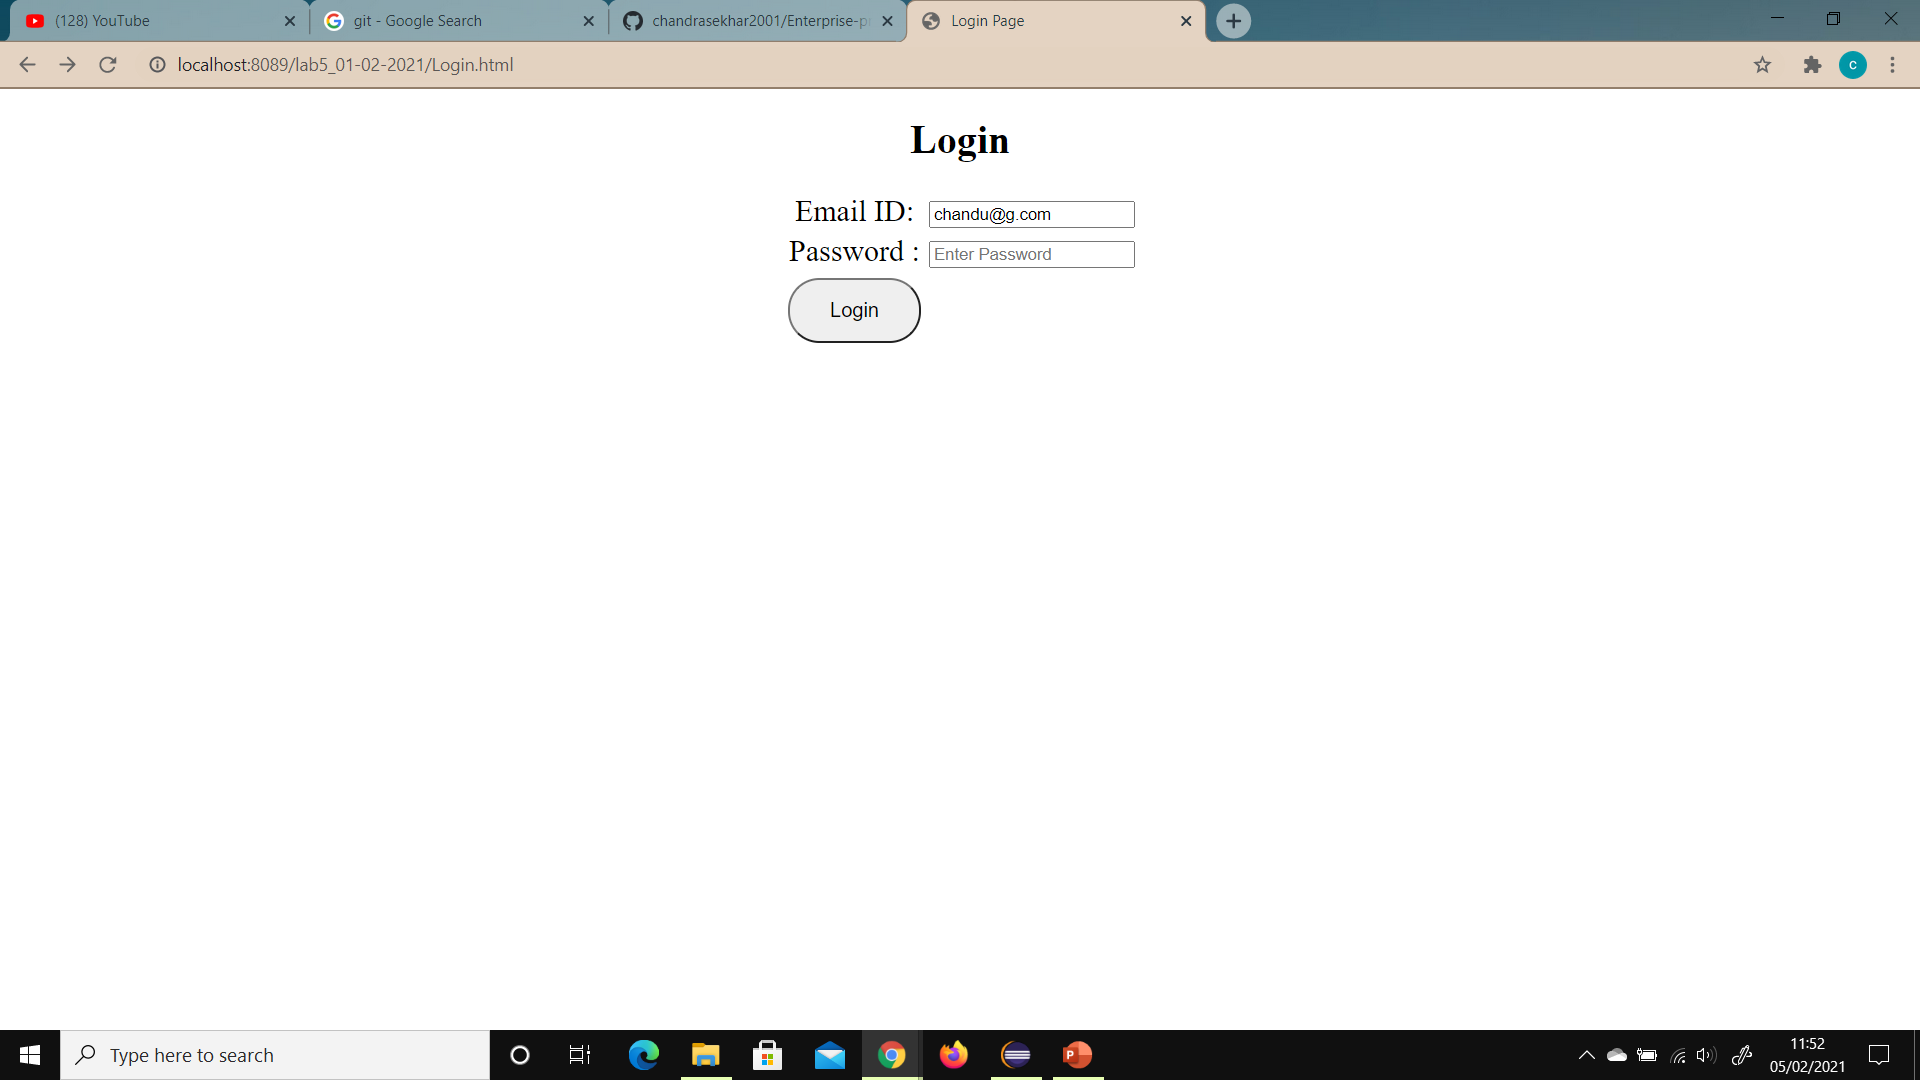 (128) YouTube
git - Google Search
chandrasekhar2001/Enterprise-p
Login Page
localhost:8089/lab5_01-02-2021/Login.html
c
Login
Email ID: chandu@g.com
Password : Enter Password
Login
Type here to search
P
11:52
05/02/2021